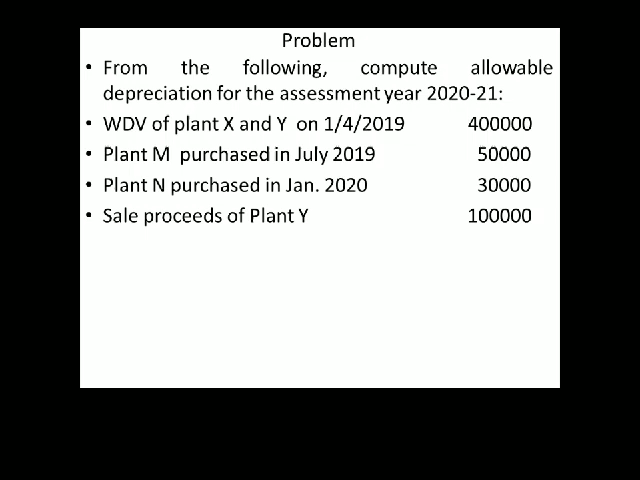 Problem
• From the following, compute allowable
depreciation for the assessment year 2020-21:
• WDV of plant X and Y on 1/4/2019 400000
• Plant M purchased in July 2019 50000
• Plant N purchased in Jan. 2020 30000
• Sale proceeds of Plant Y 100000